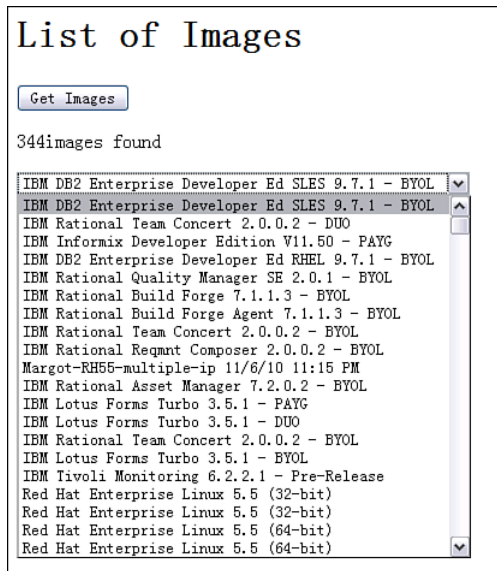 List of Images
Get Images
344images found
IBM DB2 Enterprise Developer Ed SLES 9.7.1 - BYOL
IBM DB2 Enterprise Developer Ed SLES 9.7.1 - BYOL
IBM Rational Team Concert 2.0.0.2 - DUO
IBM Informix Developer Edition V11.50 - PAYG
IBM DB2 Enterprise Developer Ed RHEL 9.7.1 - BYOL
IBM Rational Quality Manager SE 2.0.1 - BYOL
IBM Rational Build Forge 7.1.1.3 - BYOL
IBM Rational Build Forge Agent 7.1.1.3 - BYOL
IBM Rational Team Concert 2.0.0.2 - BYOL
IBM Rational Reqmnt Composer 2.0.0.2 - BYOL
Margot-RH55-multiple-ip 11/6/10 11:15 PM
IBM Rational Asset Manager 7.2.0.2 - BYOL
IBM Lotus Forms Turbo 3.5.1 - PAYG
IBM Lotus Forms Turbo 3.5.1 - DUO
IBM Rational Team Concert 2.0.0.2 - BYOL
IBM Lotus Forms Turbo 3.5.1 - BYOL
IBM Tivoli Monitoring 6.2.2.1 - Pre-Release
Red Hat Enterprise Linux 5.5 (32-bit)
Red Hat Enterprise Linux 5.5 (32-bit)
Red Hat Enterprise Linux 5.5 (64-bit)
Red Hat Enterprise Linux 5.5 (64-bit)